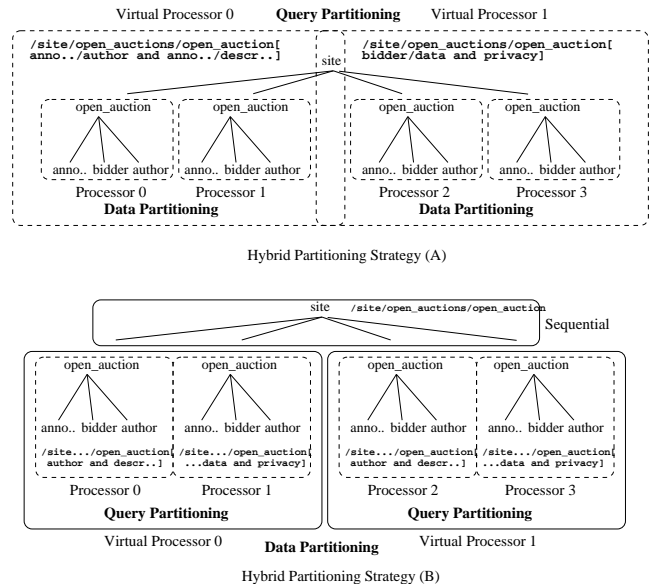 Virtual Processor 0 Query Partitioning Virtual Processor 1
/site/open_auctions/open_auction[ /site/open_auctions/open_auction[
anno../author and anno../descr..] bidder/data and privacy]
site
open_auction open_auction open_auction open_auction
anno.. bidder author anno.. bidder author anno.. bidder author anno.. bidder author
Processor 0 Processor 1 Processor 2 Processor 3
Data Partitioning Data Partitioning
Hybrid Partitioning Strategy (A)
site /site/open_auctions/open_auction
Sequential
open_auction open_auction open_auction open_auction
anno.. bidder author anno.. bidder author anno.. bidder author anno.. bidder author
/site.../open_auction[ /site.../open_auction[ /site.../open_auction[ /site.../open_auction[
author and descr..] ...data and privacy] author and descr..] ...data and privacy]
Processor 0 Processor 1 Processor 2 Processor 3
Query Partitioning Query Partitioning
Virtual Processor 0 Data Partitioning Virtual Processor 1
Hybrid Partitioning Strategy (B)